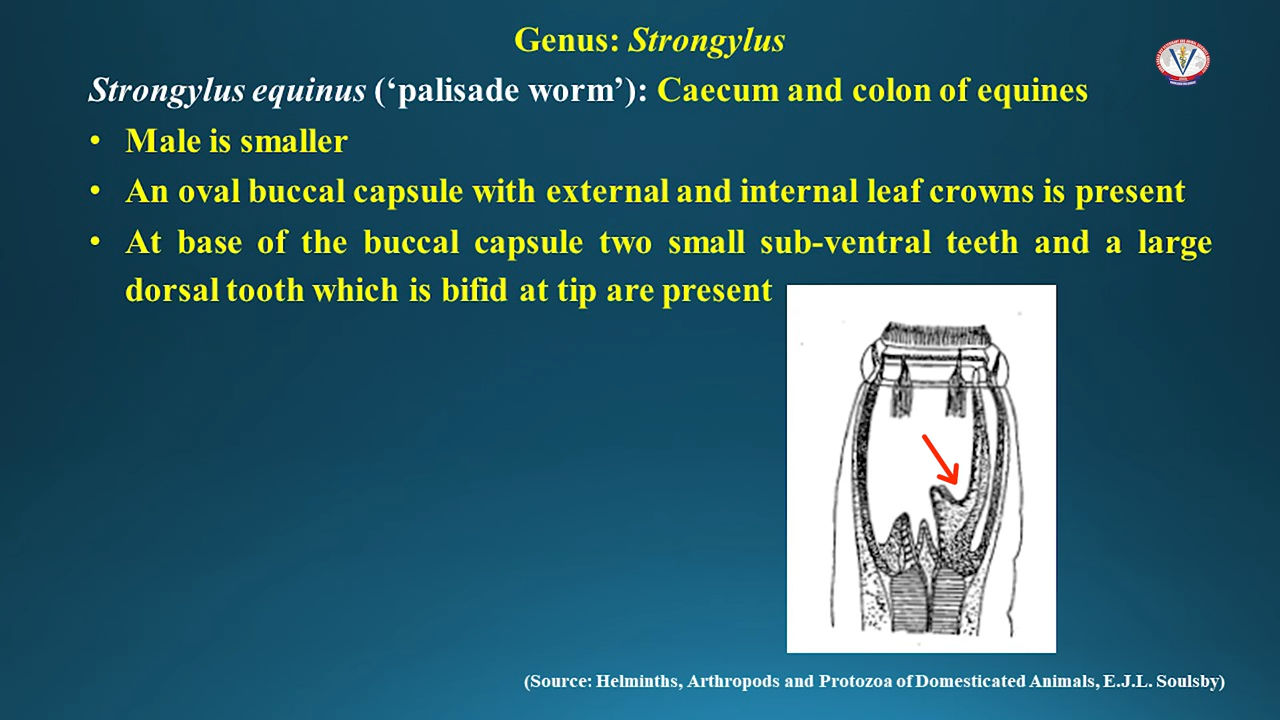 Genus: Strongylus
Strongylus equinus (‘palisade worm’): Caecum and colon of equines
• Male is smaller
• An oval buccal capsule with external and internal leaf crowns is present
• At base of the buccal capsule two small sub-ventral teeth and a large
dorsal tooth which is bifid at tip are present
(Source: Helminths, Arthropods and Protozoa of Domesticated Animals, E.J.L. Soulsby)